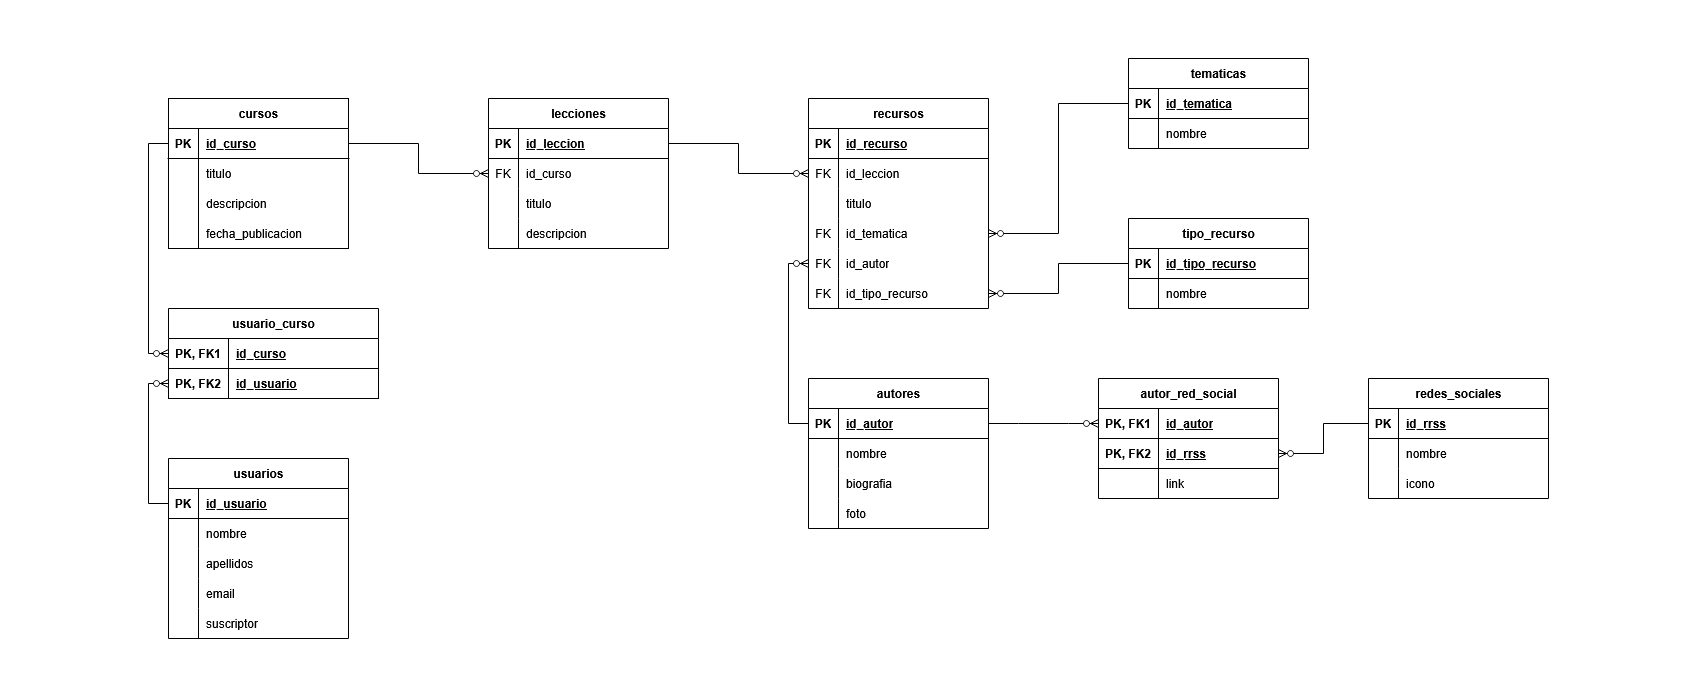 cursos
PK id_curso
titulo
descripcion
fecha_publicacion
lecciones
PK id_leccion
FK id_curso
titulo
descripcion
recursos
PK id_recurso
FK id_leccion
titulo
FK id_tematica
FK id_autor
FK id_tipo_recurso
tematicas
PK id_tematica
nombre
tipo_recurso
PK id_tipo_recurso
nombre
usuario_curso
PK, FK1 id_curso
PK, FK2 id_usuario
usuarios
PK id_usuario
nombre
apellidos
email
suscriptor
autores
PK id_autor
nombre
biografia
foto
autor_red_social
PK, FK1 id_autor
PK, FK2 id_rrss
link
redes_sociales
PK id_rrss
nombre
icono